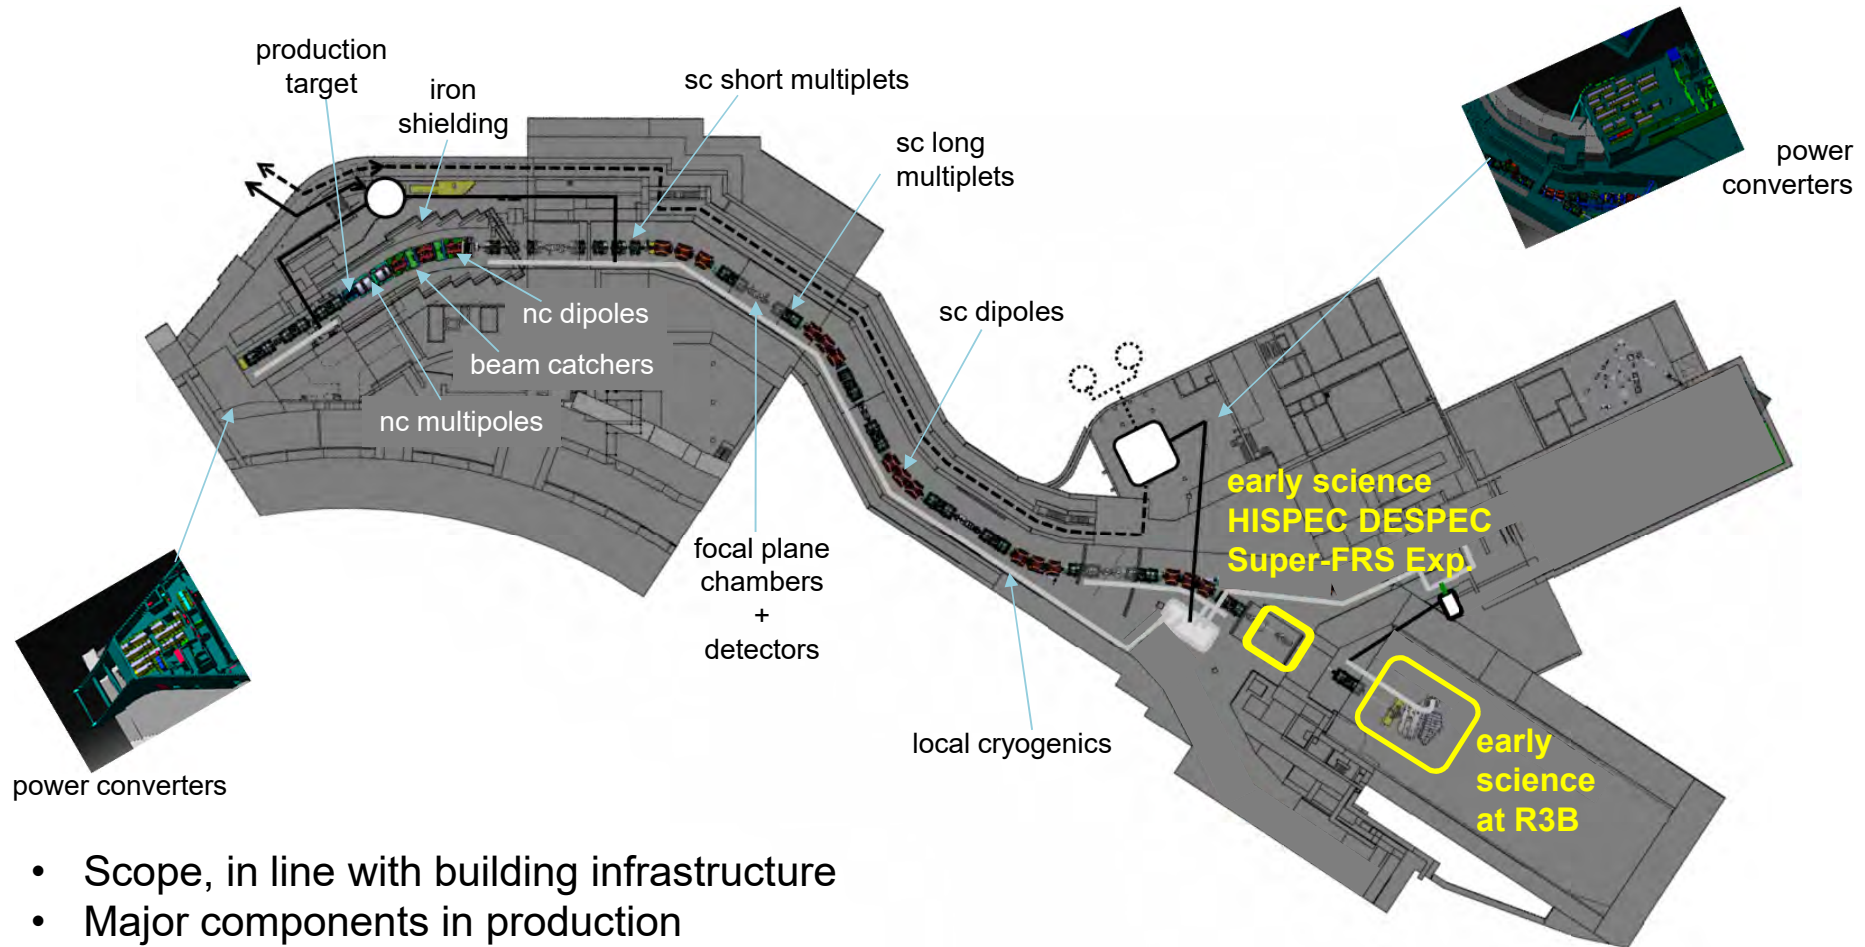 production
target
iron
shielding
sc short multiplets
sc long
multiplets
power
converters
nc dipoles
beam catchers
nc multipoles
sc dipoles
early science
HISPEC DESPEC
Super-FRS Exp.
focal plane
chambers
+
detectors
local cryogenics
early
science
at R3B
power converters
• Scope, in line with building infrastructure
• Major components in production